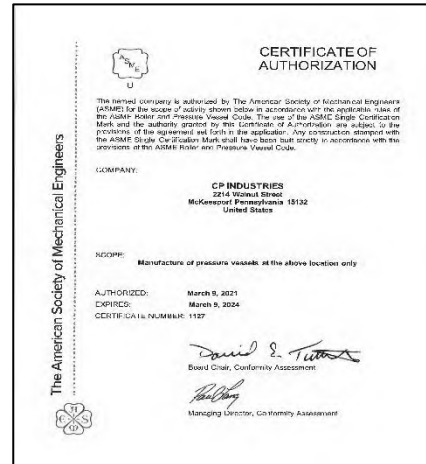 ASME
U
CERTIFICATE OF
AUTHORIZATION
The named company is authorized by The American Society of Mechanical Engineers
(ASME) for the scope of activity shown below in accordance with the applicable rules of
the ASME Boiler and Pressure Vessel Code. The use of the ASME Single Certification
Mark and the authority granted by this Certificate of Authorization are subject to the
provisions of the agreement set forth in the application. Any construction stamped with
the ASME Single Certification Mark shall have been built strictly in accordance with the
provisions of the ASME Boiler and Pressure Vessel Code.
COMPANY:
CP INDUSTRIES
2214 Walnut Street
McKeesport Pennsylvania 15132
United States
SCOPE:
Manufacture of pressure vessels at the above location only
AUTHORIZED: March 9, 2021
EXPIRES: March 9, 2024
CERTIFICATE NUMBER: 1127
Board Chair, Conformity Assessment
Managing Director, Conformity Assessment
The American Society of Mechanical Engineers